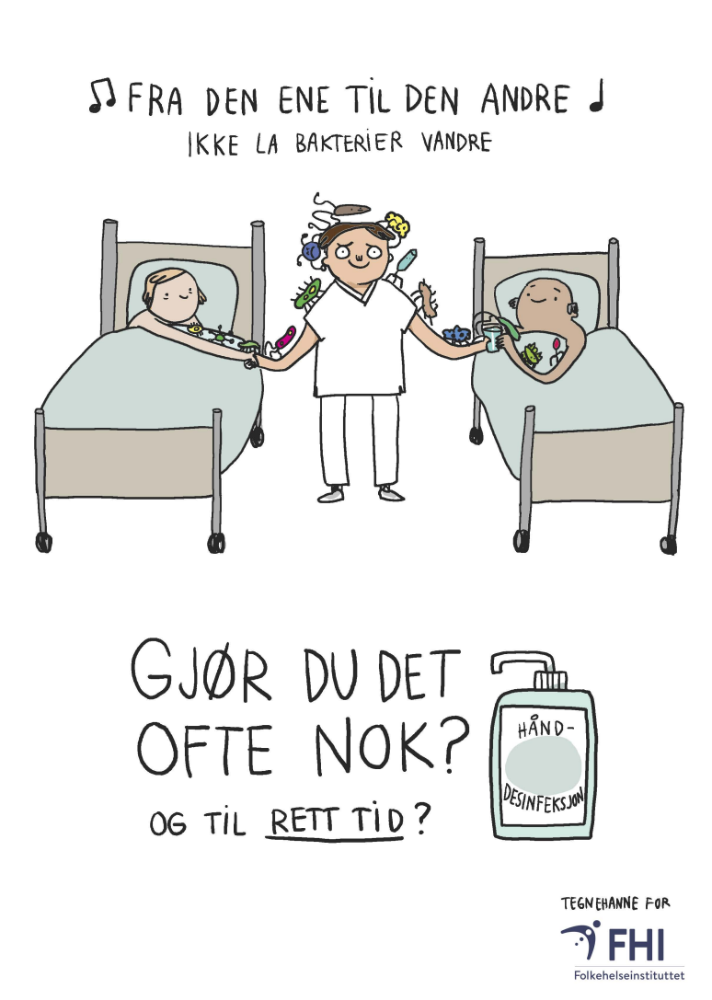 FRA DEN ENE TIL DEN ANDRE
IKKE LA BAKTERIER VANDRE
GJØR DU DET
OFTE NOK?
OG TIL RETT TID?
HÅND-
DESINFEKSJON
TEGNEHANNE FOR
FHI
Folkehelseinstituttet